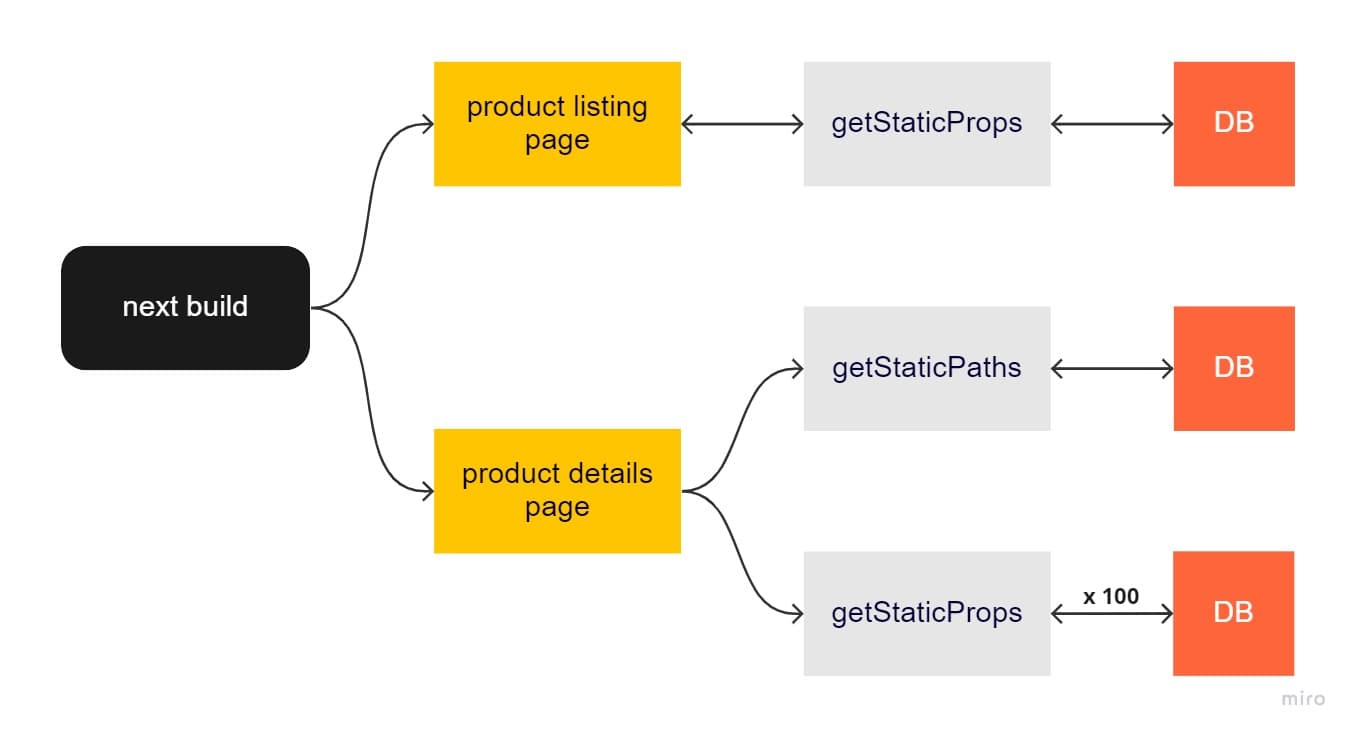 product listing
page
getStaticProps
DB
next build
getStaticPaths
DB
product details
page
x 100
getStaticProps
DB
miro